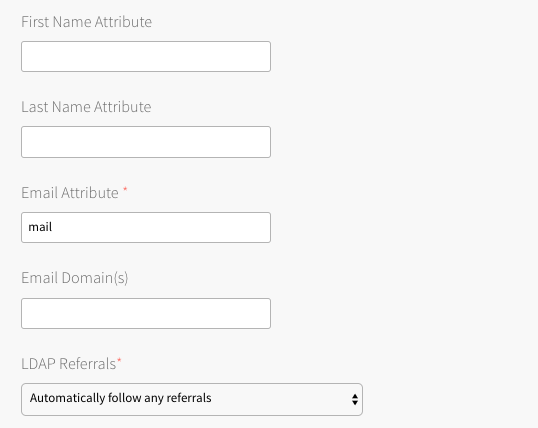 First Name Attribute
Last Name Attribute
Email Attribute *
mail
Email Domain(s)
LDAP Referrals*
Automatically follow any referrals